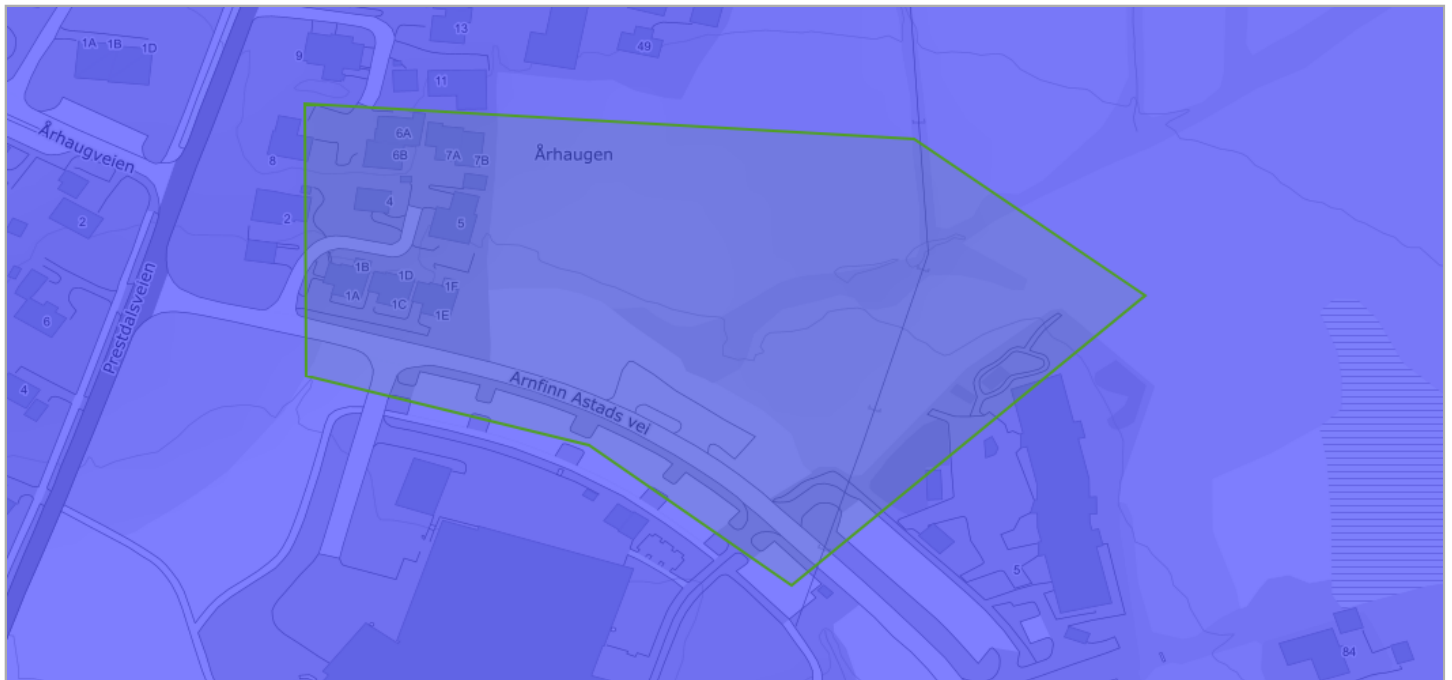 13
1A 1B 1D
49
9
11
Århaugveien
6A
7A
7B
6B
8
Århaugen
4
2
5
2
1B
1D
1F
1A
1C
1E
6
Prestdalsveien
4
Arnfinn Astads vei
5
84